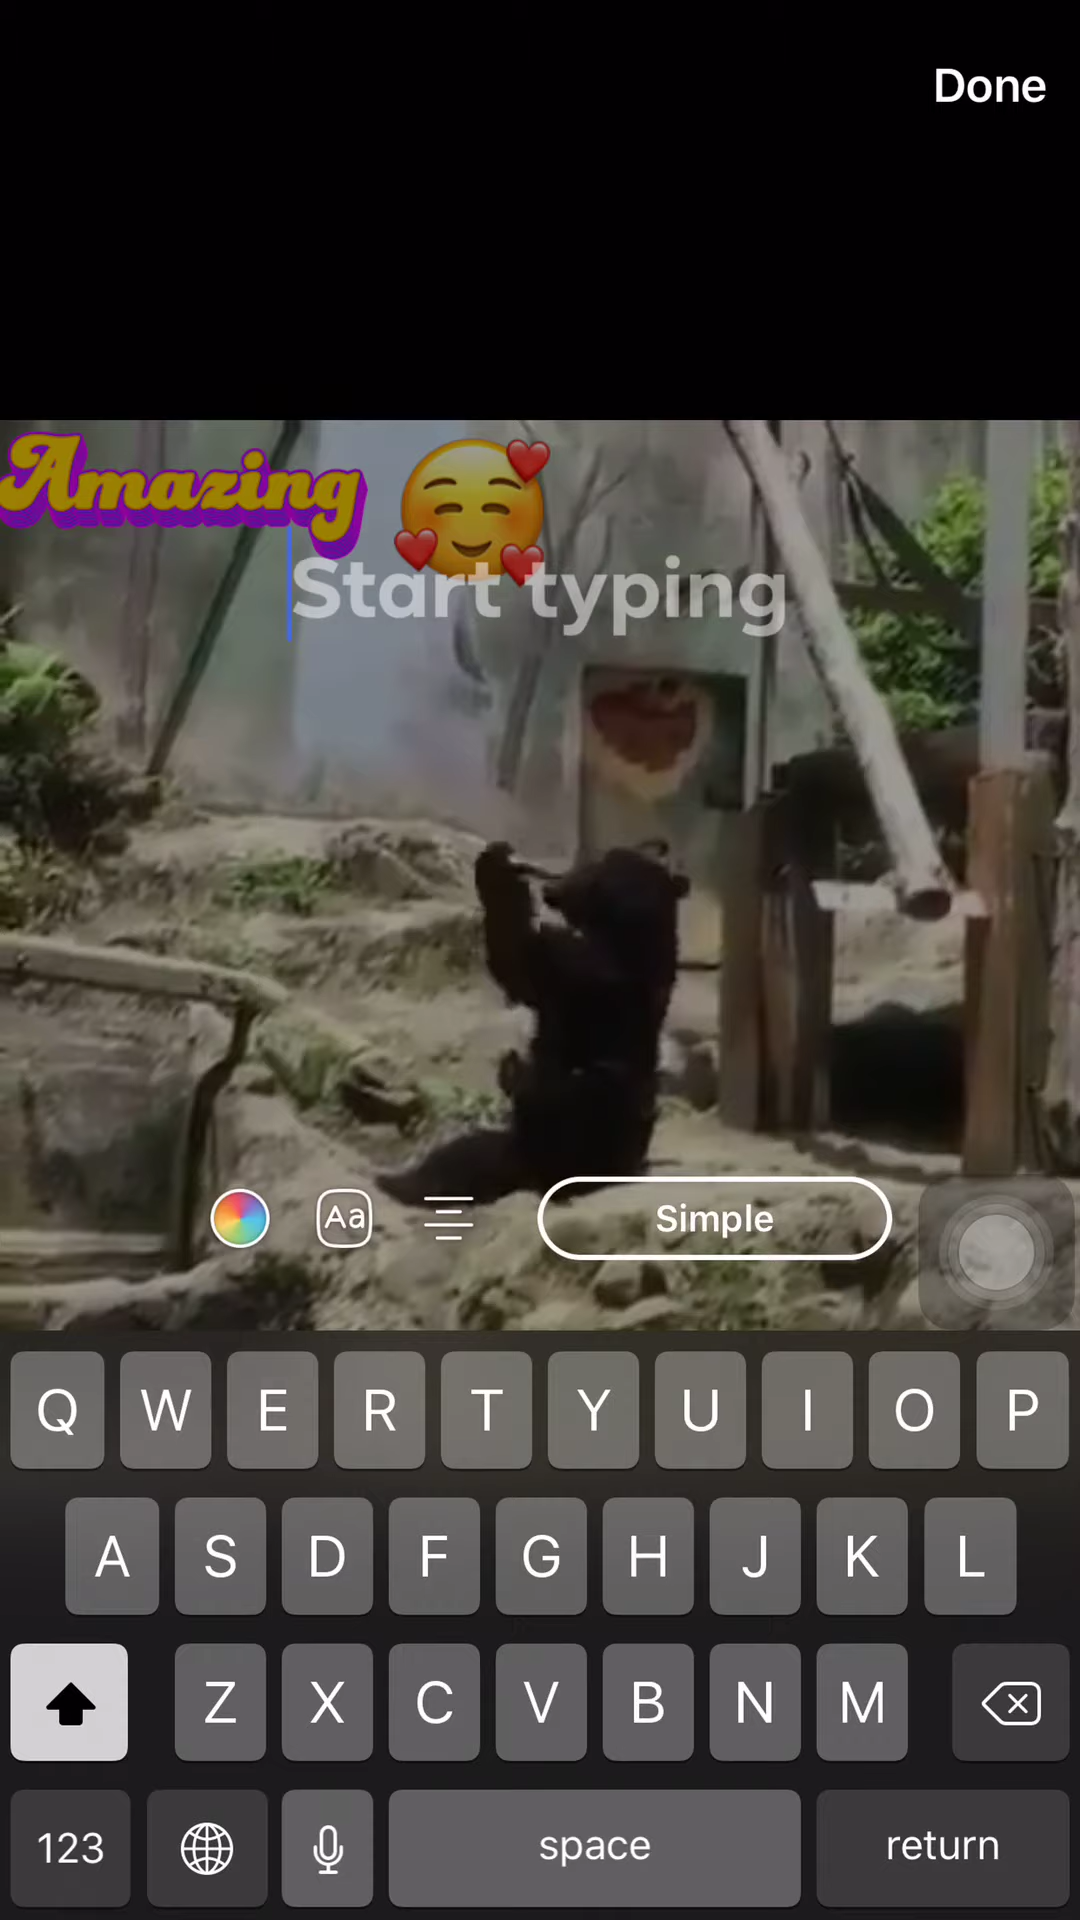 Done
Amazing
Start typing
Aa
Simple
Q W E R T Y U I O P
A S D F G H J K L
Z X C V B N M
123 space return